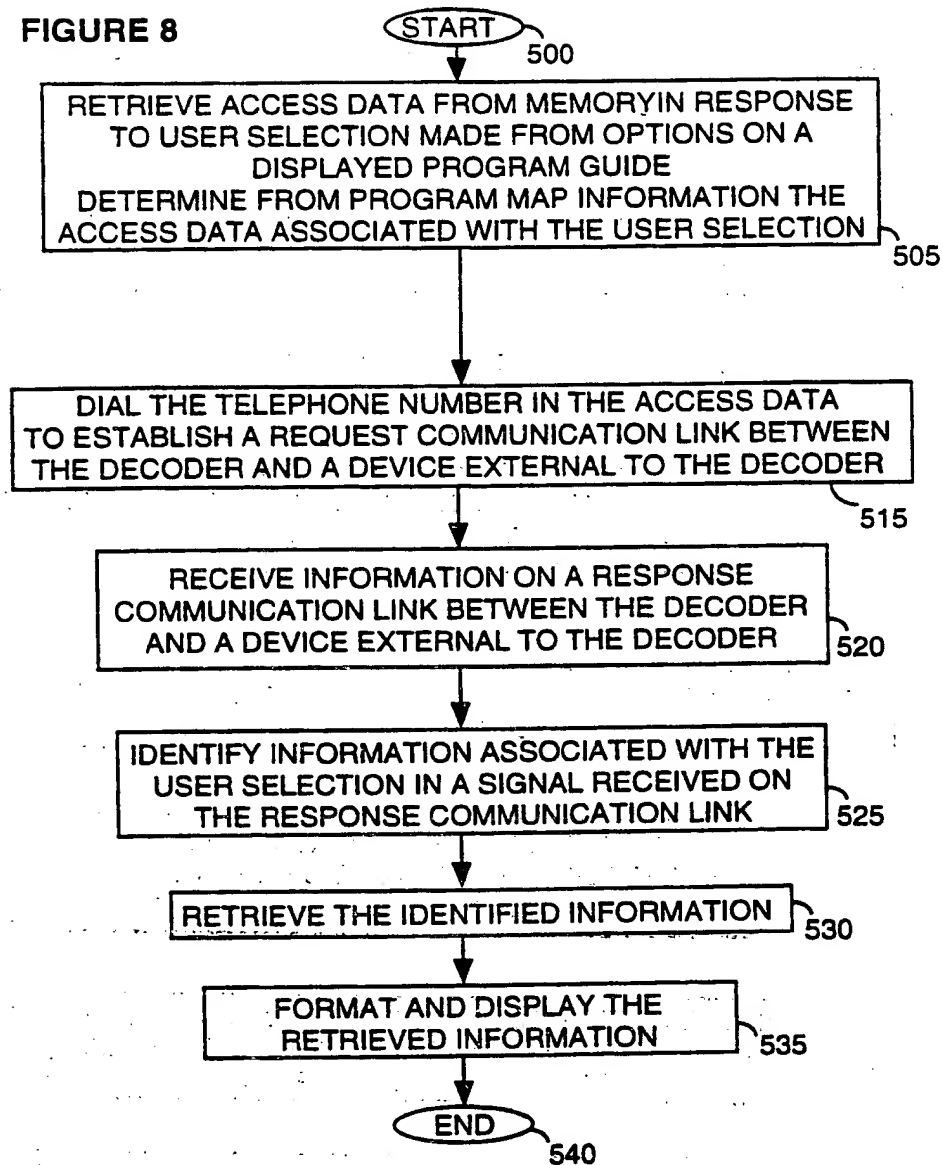 FIGURE 8
START
500
RETRIEVE ACCESS DATA FROM MEMORYIN RESPONSE
TO USER SELECTION MADE FROM OPTIONS ON A
DISPLAYED PROGRAM GUIDE
DETERMINE FROM PROGRAM MAP INFORMATION THE
ACCESS DATA ASSOCIATED WITH THE USER SELECTION
505
DIAL THE TELEPHONE NUMBER IN THE ACCESS DATA
TO ESTABLISH A REQUEST COMMUNICATION LINK BETWEEN
THE DECODER AND A DEVICE EXTERNAL TO THE DECODER
515
RECEIVE INFORMATION ON A RESPONSE
COMMUNICATION LINK BETWEEN THE DECODER
AND A DEVICE EXTERNAL TO THE DECODER
520
IDENTIFY INFORMATION ASSOCIATED WITH THE
USER SELECTION IN A SIGNAL RECEIVED ON
THE RESPONSE COMMUNICATION LINK
525
RETRIEVE THE IDENTIFIED INFORMATION
530
FORMAT AND DISPLAY THE
RETRIEVED INFORMATION
535
END
540